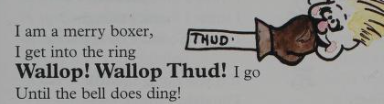 I am a merry boxer,
I get into the ring
THUD.
Wallop! Wallop Thud! I go
Until the bell does ding!